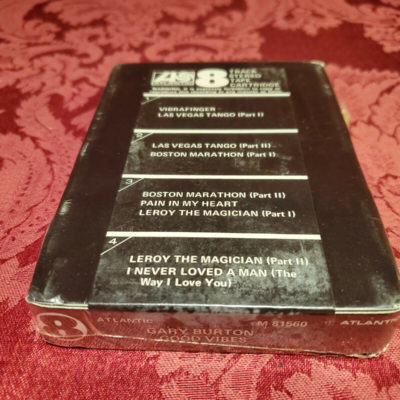 8
TRACK
STEREO
TAPE
CARTRIDGE
VIBRAFINGER
LAS VEGAS TANGO (Part I)
LAS VEGAS TANGO (Part II)
BOSTON MARATHON (Part I)
3
BOSTON MARATHON (Part II)
PAIN IN MY HEART
LEROY THE MAGICIAN (Part I)
4
LEROY THE MAGICIAN (Part II)
I NEVER LOVED A MAN (The
Way I Love You)
8 ATLANTIC M 81560 ATLANTIC
GARY BURTON
GOOD VIBES